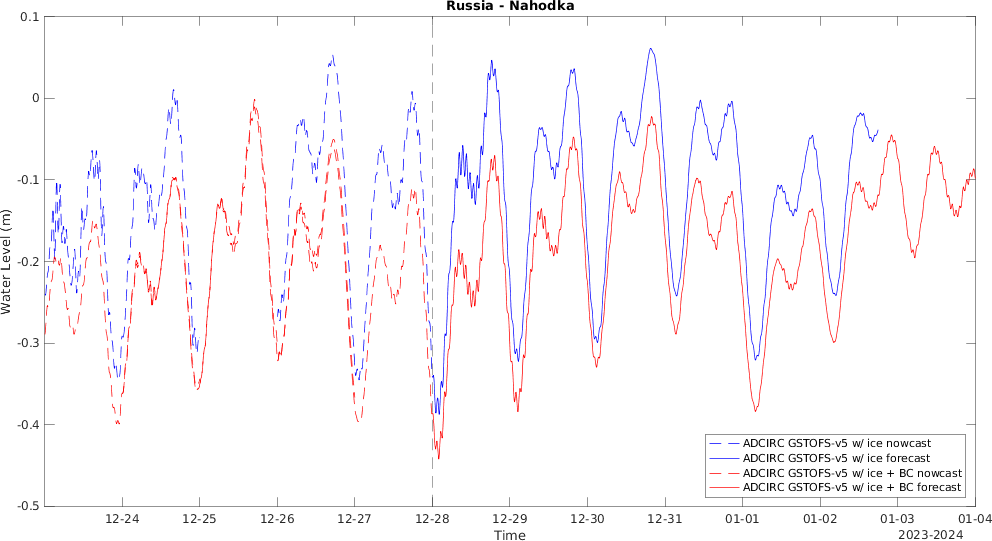 Russia - Nahodka
Water Level (m)
0.1
0
-0.1
-0.2
-0.3
-0.4
-0.5
ADCIRC GSTOFS-v5 w/ ice nowcast
ADCIRC GSTOFS-v5 w/ ice forecast
ADCIRC GSTOFS-v5 w/ ice + BC nowcast
ADCIRC GSTOFS-v5 w/ ice + BC forecast
12-24 12-25 12-26 12-27 12-28 12-29 12-30 12-31 01-01 01-02 01-03 01-04
Time
2023-2024